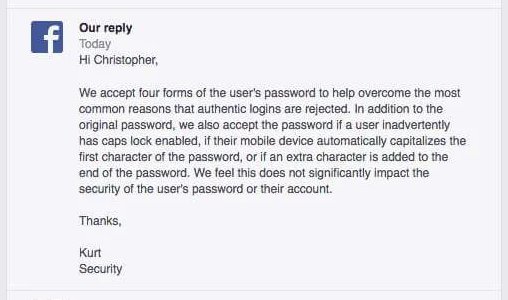 Our reply
Today
Hi Christopher,
We accept four forms of the user's password to help overcome the most
common reasons that authentic logins are rejected. In addition to the
original password, we also accept the password if a user inadvertently
has caps lock enabled, if their mobile device automatically capitalizes the
first character of the password, or if an extra character is added to the
end of the password. We feel this does not significantly impact the
security of the user's password or their account.
Thanks,
Kurt
Security